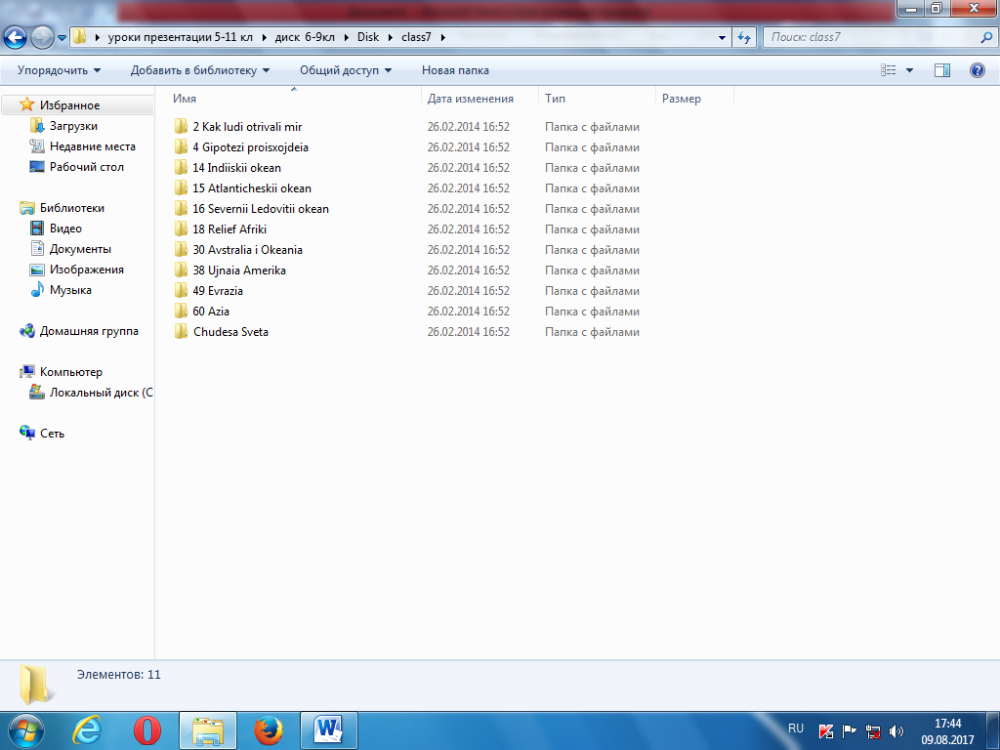 уроки презентации 5-11 кл ▸ диск 6-9кл ▸ Disk ▸ class7 ▸
Поиск: class7
Упорядочить Добавить в библиотеку Общий доступ Новая папка
Имя Дата изменения Тип Размер
Избранное
Загрузки
Недавние места
Рабочий стол
Библиотеки
Видео
Документы
Изображения
Музыка
Домашняя группа
Компьютер
Локальный диск (C
Сеть
2 Kak ludi otrivali mir 26.02.2014 16:52 Папка с файлами
4 Gipotezi proisxojdeia 26.02.2014 16:52 Папка с файлами
14 Indiiskii okean 26.02.2014 16:52 Папка с файлами
15 Atlanticheskii okean 26.02.2014 16:52 Папка с файлами
16 Severnii Ledovitii okean 26.02.2014 16:52 Папка с файлами
18 Relief Afriki 26.02.2014 16:52 Папка с файлами
30 Avstralia i Okeania 26.02.2014 16:52 Папка с файлами
38 Ujnaia Amerika 26.02.2014 16:52 Папка с файлами
49 Evrazia 26.02.2014 16:52 Папка с файлами
60 Azia 26.02.2014 16:52 Папка с файлами
Chudesa Sveta 26.02.2014 16:52 Папка с файлами
Элементов: 11
RU
17:44
09.08.2017